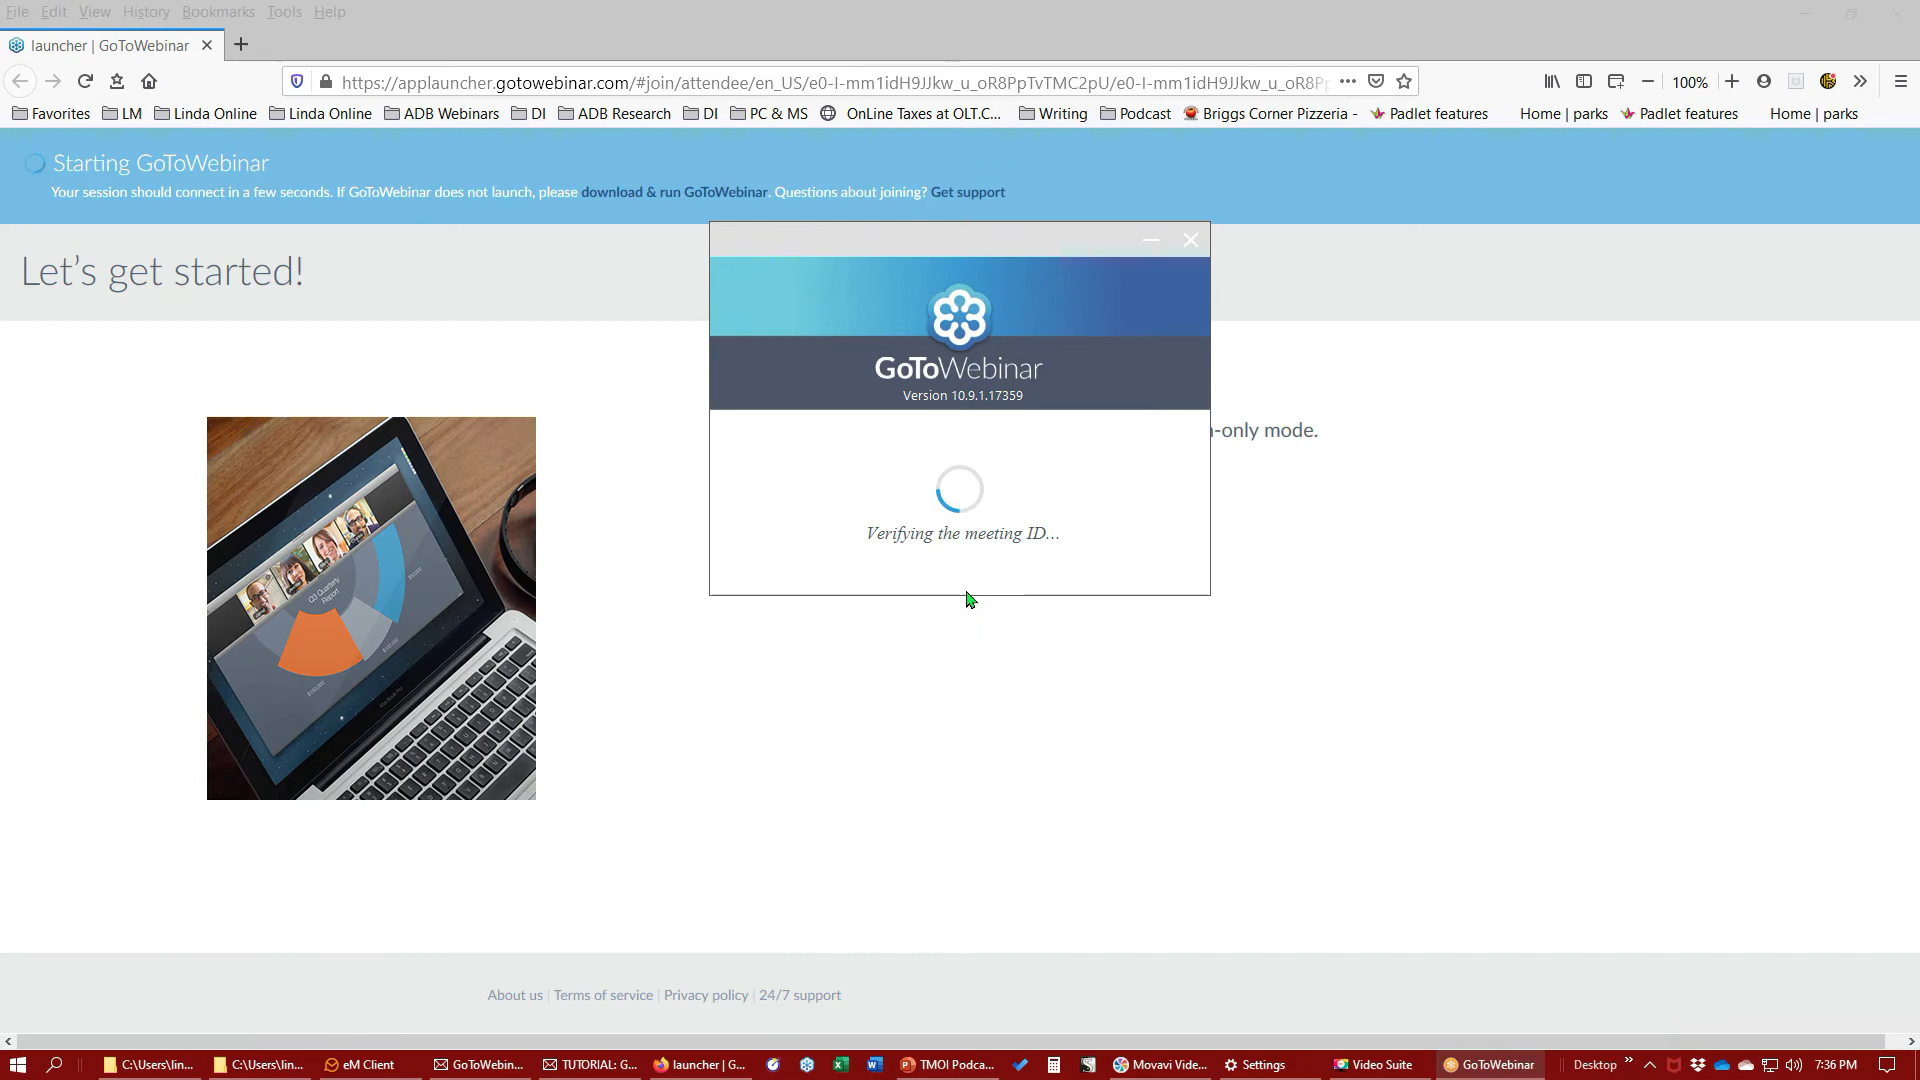 File Edit View History Bookmarks Tools Help
launcher | GoToWebinar
https://applauncher.gotowebinar.com/#join/attendee/en_US/e0-I-mm1idH9JJkw_u_oR8PpTvTMC2pU/e0-I-mm1idH9JJkw_u_oR8Pp
100%
Favorites LM Linda Online Linda Online ADB Webinars DI ADB Research DI PC & MS OnLine Taxes at OLT.C... Writing Podcast Briggs Corner Pizzeria - Padlet features Home | parks Padlet features Home | parks
Starting GoToWebinar
Your session should connect in a few seconds. If GoToWebinar does not launch, please download & run GoToWebinar. Questions about joining? Get support
Let's get started!
GoToWebinar
Version 10.9.1.17359
-only mode.
Verifying the meeting ID...
Q3 Quarterly
Report
MacBook Pro
About us | Terms of service | Privacy policy | 24/7 support
C:\Users\lin... C:\Users\lin... eM Client GoToWebin... TUTORIAL: G... launcher | G... TMOI Podca... Movavi Vide... Settings Video Suite GoToWebinar Desktop 7:36 PM